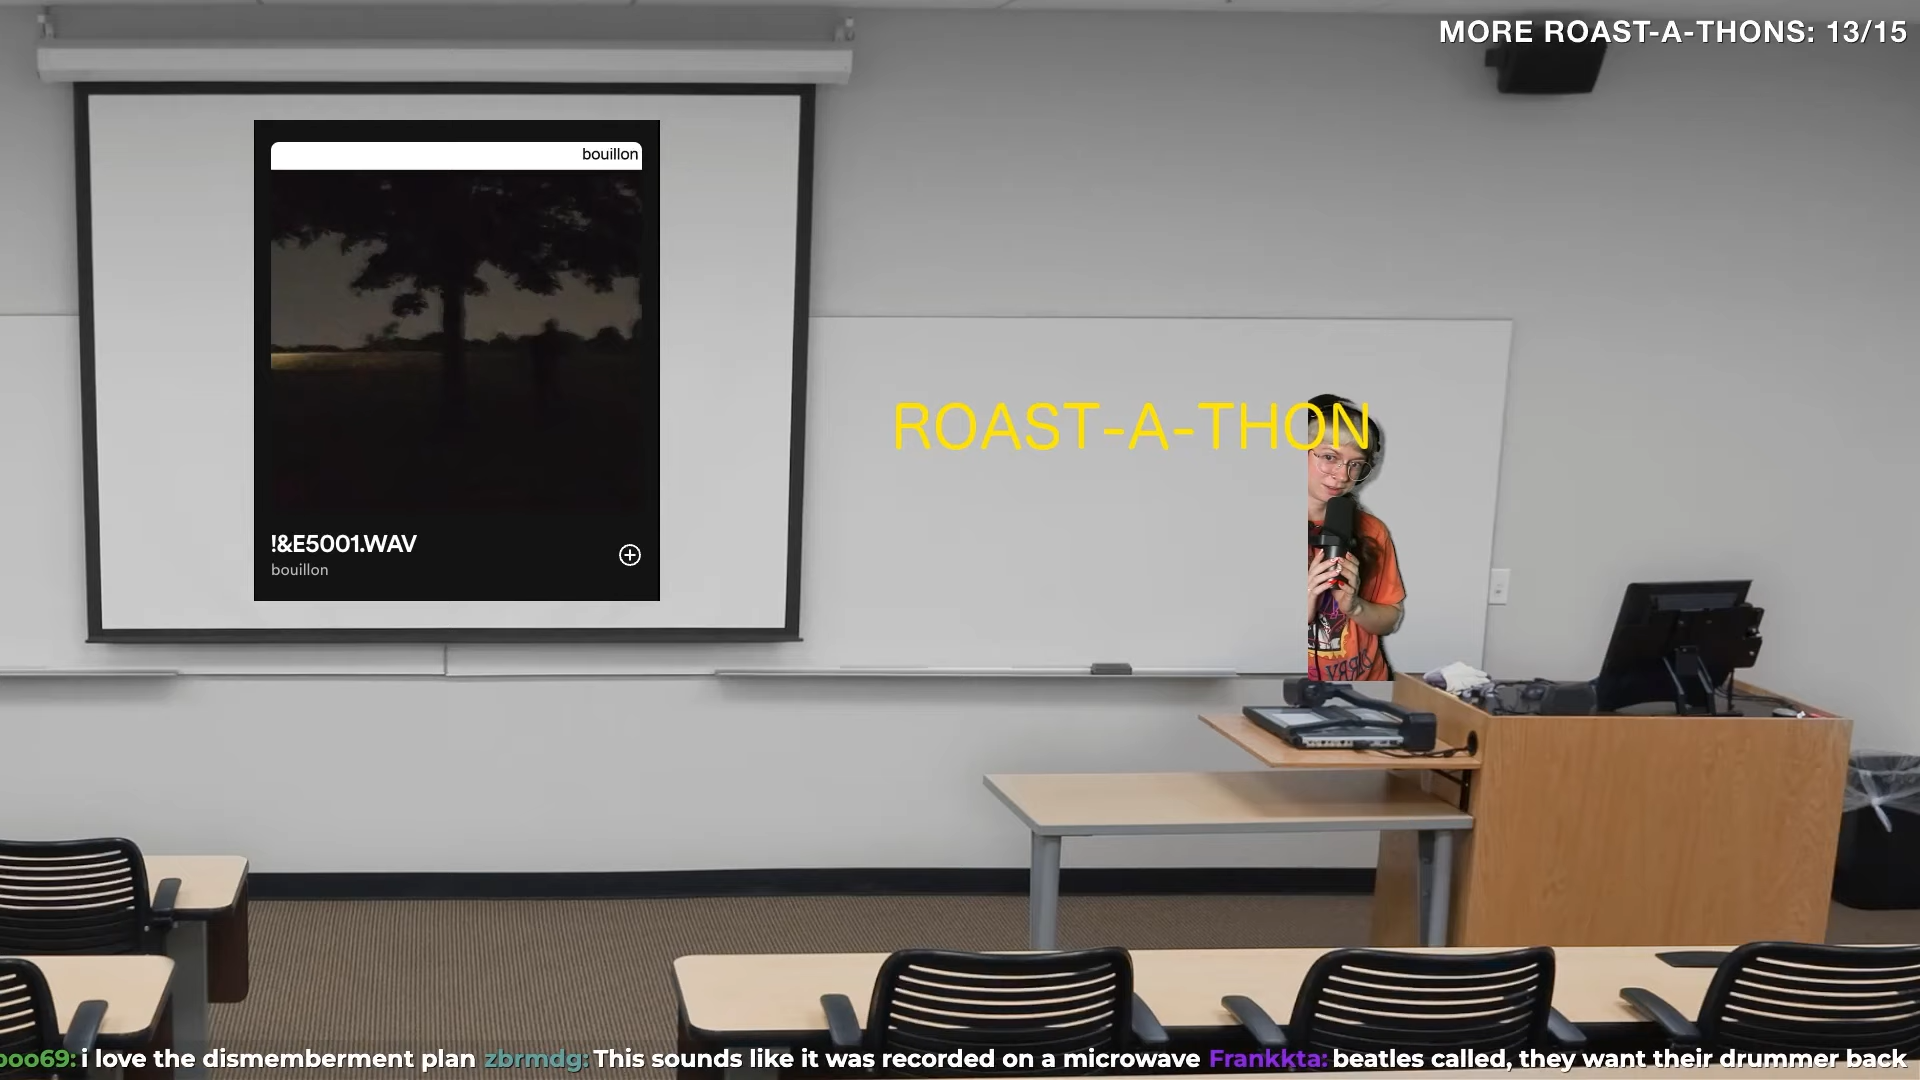 MORE ROAST-A-THONS: 13/15
bouillon
!&E5001.WAV
bouillon
ROAST-A-THON
poo69: i love the dismemberment plan zbrmdg: This sounds like it was recorded on a microwave Frankkta: beatles called, they want their drummer back